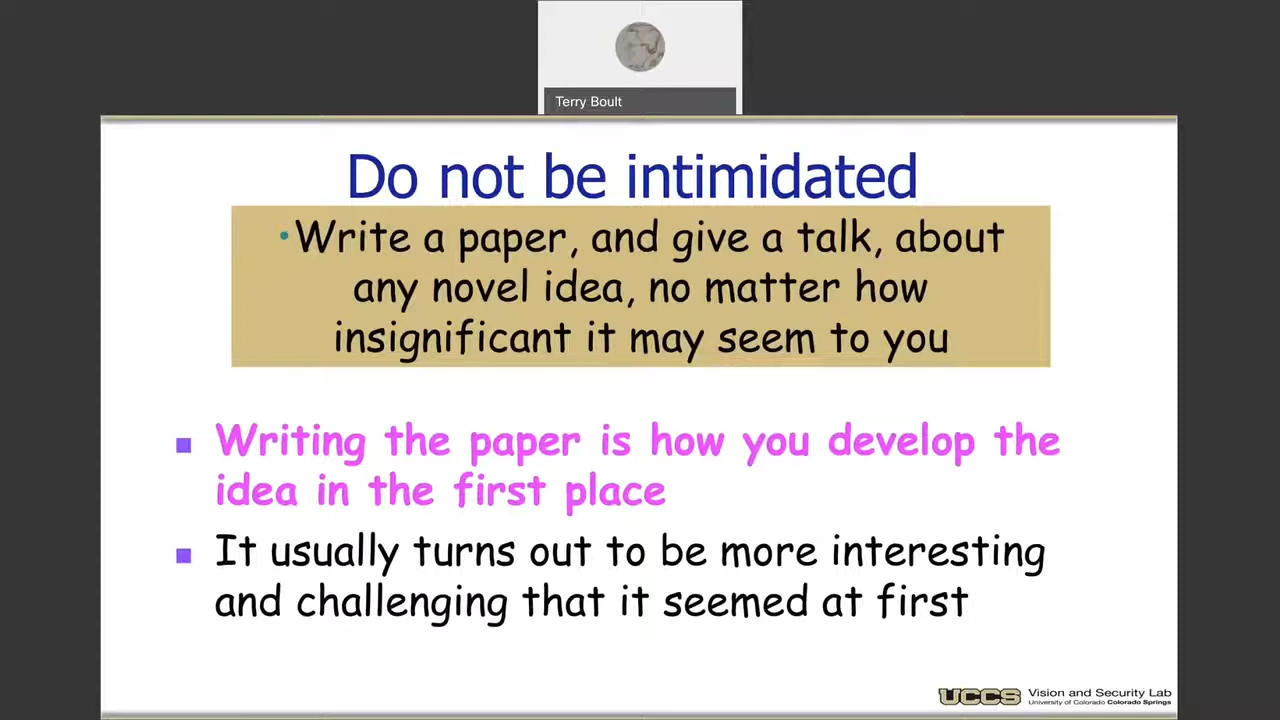 Terry Boult
Do not be intimidated
•Write a paper, and give a talk, about
any novel idea, no matter how
insignificant it may seem to you
Writing the paper is how you develop the
idea in the first place
It usually turns out to be more interesting
and challenging that it seemed at first
UCCS Vision and Security Lab
University of Colorado Colorado Springs